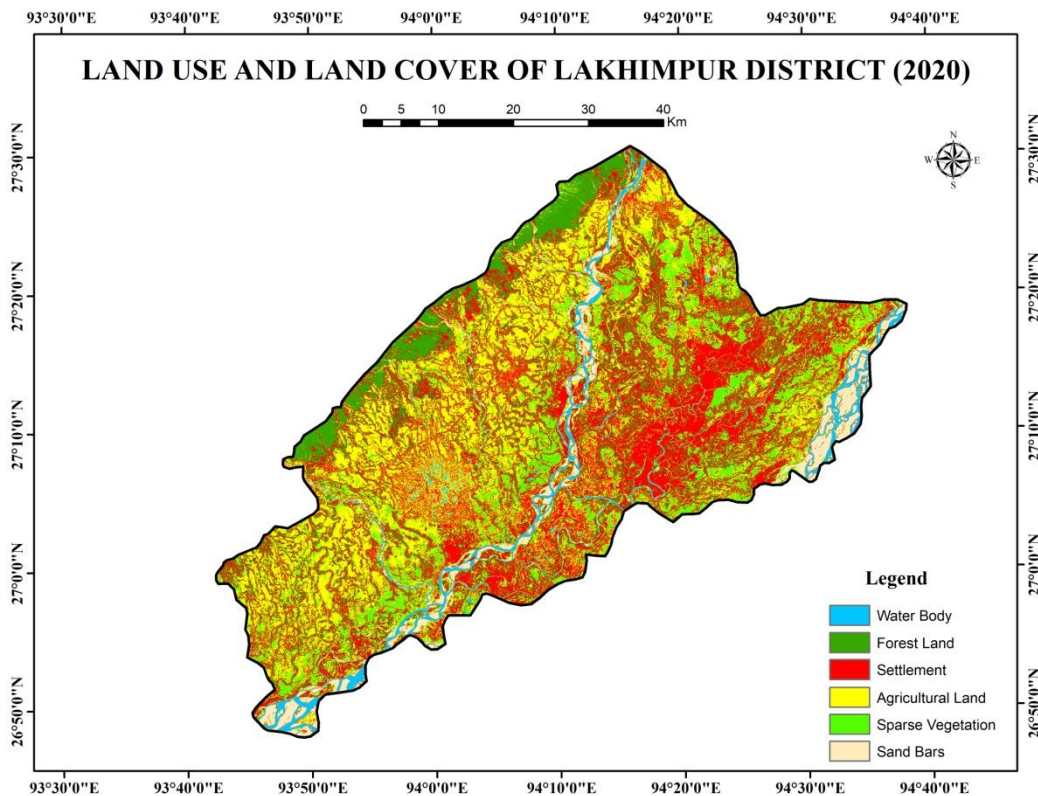 93°30'0"E 93°40'0"E 93°50'0"E 94°0'0"E 94°10'0"E 94°20'0"E 94°30'0"E 94°40'0"E
LAND USE AND LAND COVER OF LAKHIMPUR DISTRICT (2020)
0 5 10 20 30 40
Km
N
W E
S
27°30'0"N 27°30'0"N
27°20'0"N 27°20'0"N
27°10'0"N 27°10'0"N
27°0'0"N 27°0'0"N
26°50'0"N 26°50'0"N
Legend
Water Body
Forest Land
Settlement
Agricultural Land
Sparse Vegetation
Sand Bars
93°30'0"E 93°40'0"E 93°50'0"E 94°0'0"E 94°10'0"E 94°20'0"E 94°30'0"E 94°40'0"E